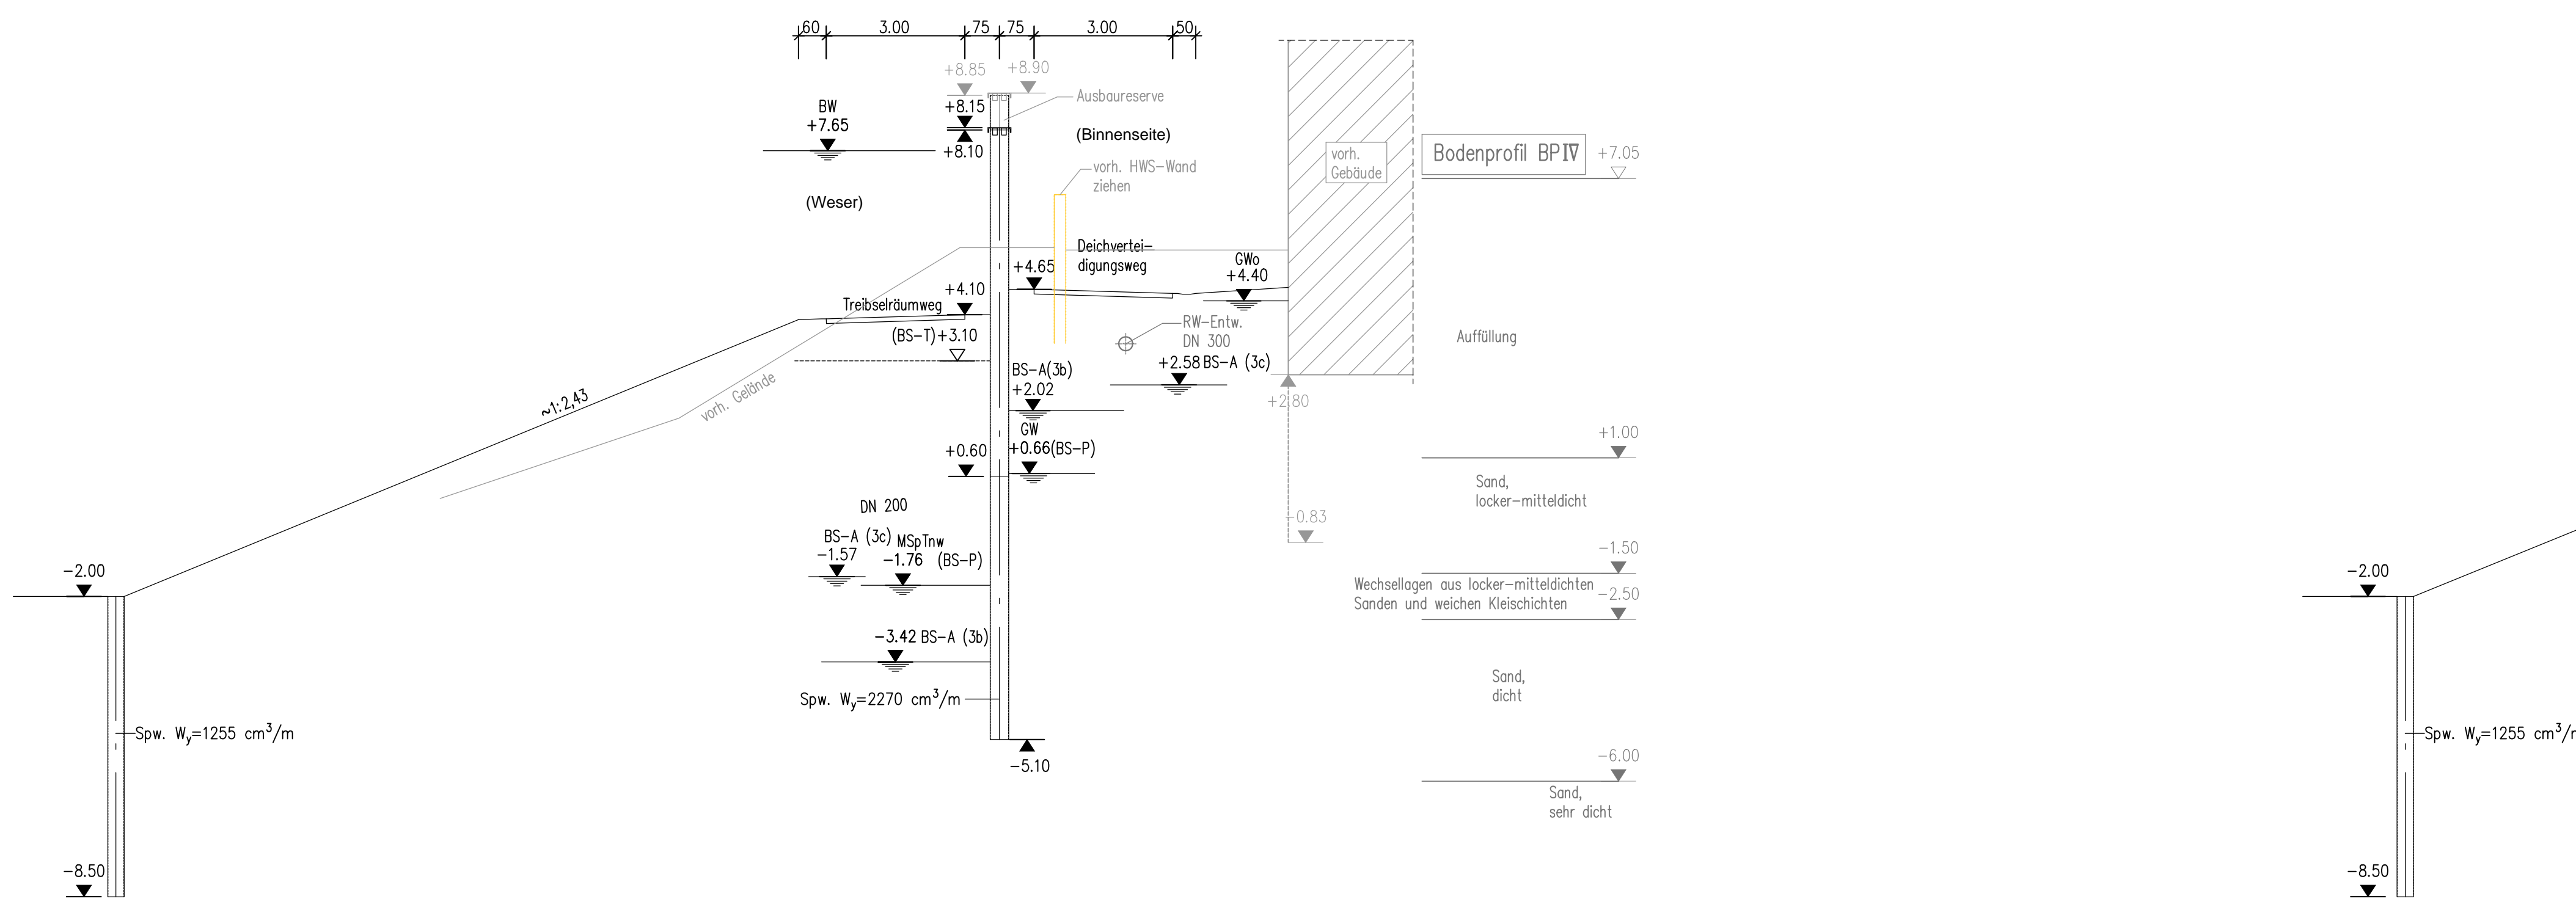 60
3.00
75
75
3.00
50
+8.85
+8.90
Ausbaureserve
BW
+7.65
+8.15
+8.10
(Binnenseite)
vorh. HWS-Wand
ziehen
(Weser)
vorh.
Gebäude
Bodenprofil BPIV
+7.05
Deichvertei-
digungsweg
+4.65
GWo
+4.40
+4.10
Treibselräumweg
(BS-T)+3.10
RW-Entw.
DN 300
+2.58 BS-A (3c)
BS-A(3b)
+2.02
Auffüllung
~1:2,43
vorh. Gelände
+2.80
GW
+0.66(BS-P)
+0.60
+1.00
Sand,
locker-mitteldicht
DN 200
-0.83
BS-A (3c)
-1.57
MSpTnw
-1.76 (BS-P)
-1.50
Wechsellagen aus locker-mitteldichten
Sanden und weichen Kleischichten
-2.50
-2.00
-2.00
-3.42 BS-A (3b)
Spw. Wy=2270 cm³/m
Sand,
dicht
Spw. Wy=1255 cm³/m
Spw. Wy=1255 cm³/
-5.10
-6.00
Sand,
sehr dicht
-8.50
-8.50